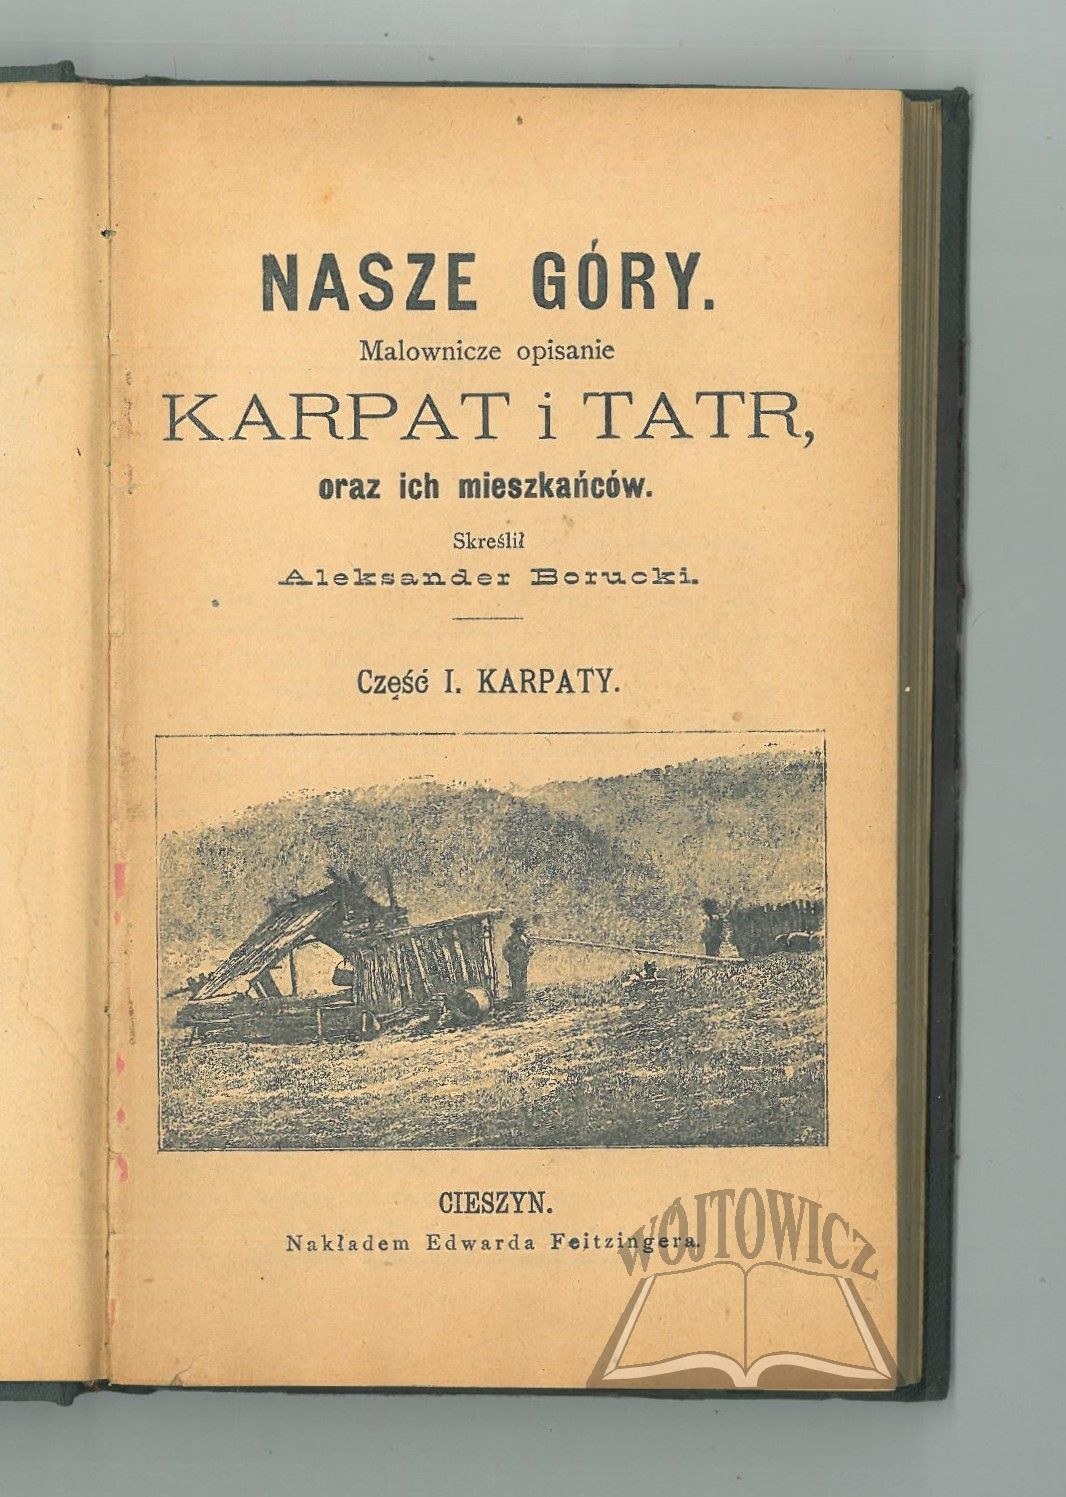 NASZE GÓRY.
Malownicze opisanie
KARPAT i TATR,
oraz ich mieszkańców.
Skreślił
Aleksander Borucki.
Część I. KARPATY.
CIESZYN.
Nakładem Edwarda Feitzingera.
WÓJTOWICZ